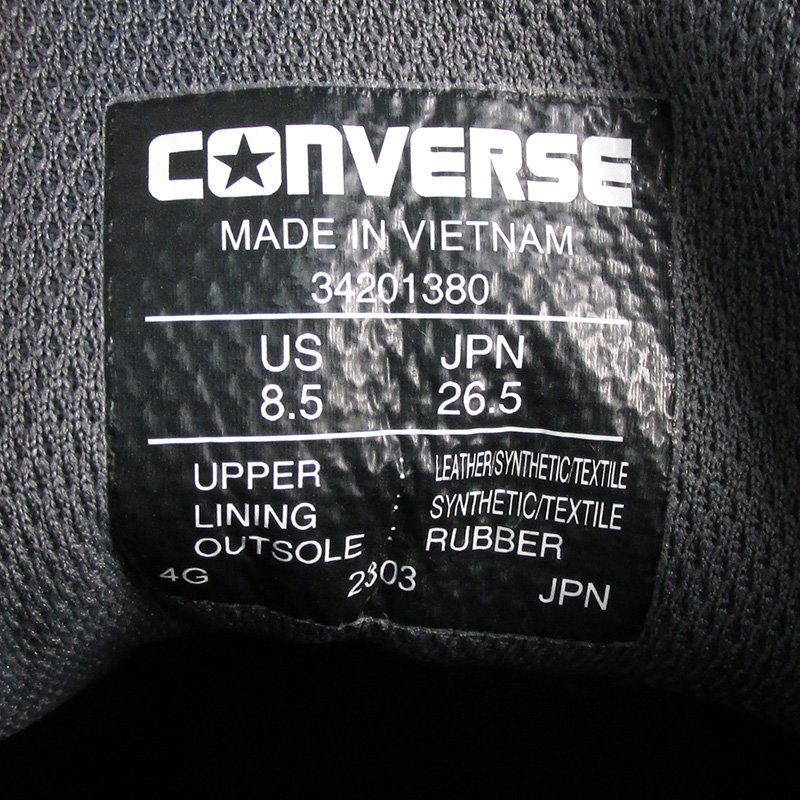 CONVERSE
MADE IN VIETNAM
34201380
US JPN
8.5 26.5
UPPER : LEATHER/SYNTHETIC/TEXTILE
LINING : SYNTHETIC/TEXTILE
OUTSOLE : RUBBER
4G 2303 JPN